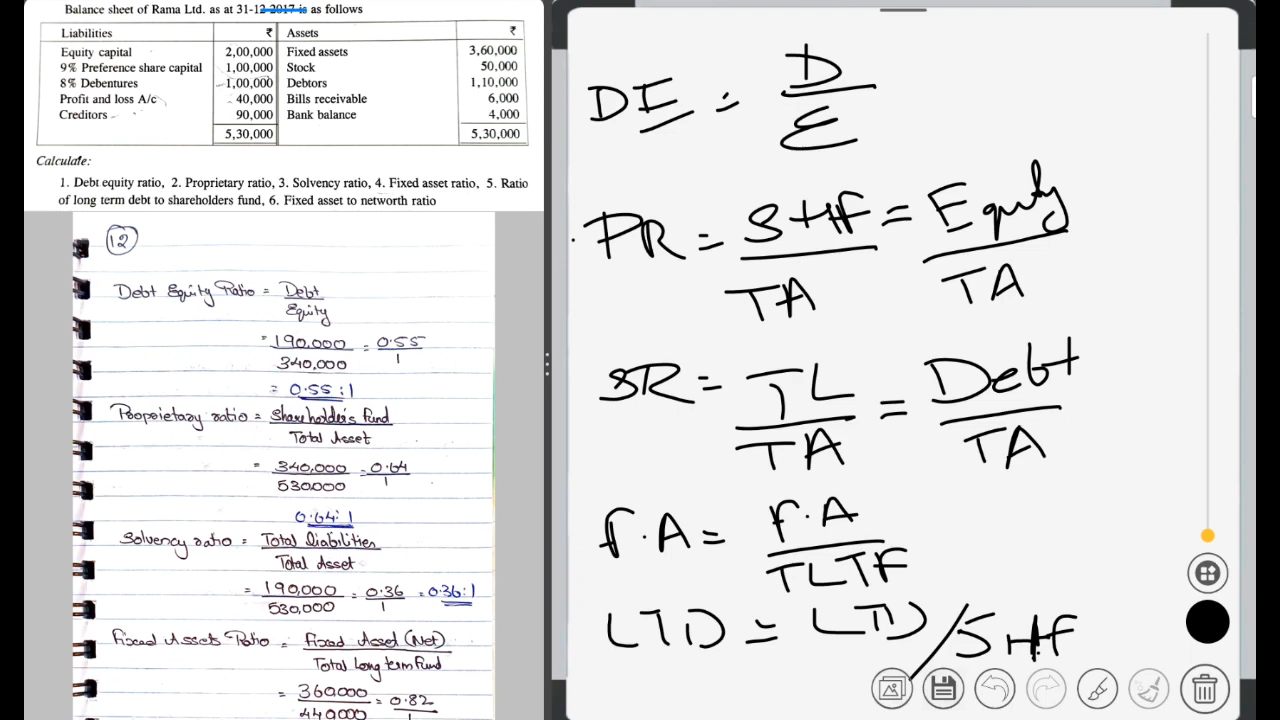 Balance sheet of Rama Ltd. as at 31-12-2017 is as follows
Liabilities ₹ Assets ₹
Equity capital 2,00,000 Fixed assets 3,60,000
9% Preference share capital 1,00,000 Stock 50,000
8% Debentures 1,00,000 Debtors 1,10,000
Profit and loss A/c 40,000 Bills receivable 6,000
Creditors 90,000 Bank balance 4,000
5,30,000 5,30,000
Calculate:
1. Debt equity ratio, 2. Proprietary ratio, 3. Solvency ratio, 4. Fixed asset ratio, 5. Ratio
of long term debt to shareholders fund, 6. Fixed asset to networth ratio
12
Debt Equity Ratio = Debt
Equity
= 190,000 = 0.55
340,000 1
= 0.55:1
Proprietary ratio = Shareholder's fund
Total Asset
= 340,000 = 0.64
530000 1
0.64:1
Solvency ratio = Total liabilities
Total Asset
= 190,000 = 0.36 = 0.36:1
530,000 1
Fixed Assets Ratio = Fixed Asset (Net)
Total long term Fund
= 360000 = 0.82
440000 1
DE = D
E
PR = SHF = Equity
TA TA
SR = TL = Debt
TA TA
F.A = F.A
TLTF
LTD = LTD/SHF